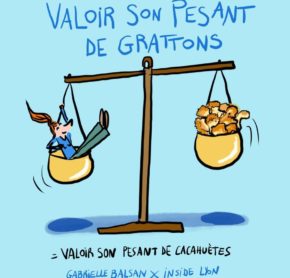 VALOIR SON PESANT
DE GRATTONS
= VALOIR SON PESANT DE CACAHUÈTES
GABRIELLE BALSAN X INSIDE LYON